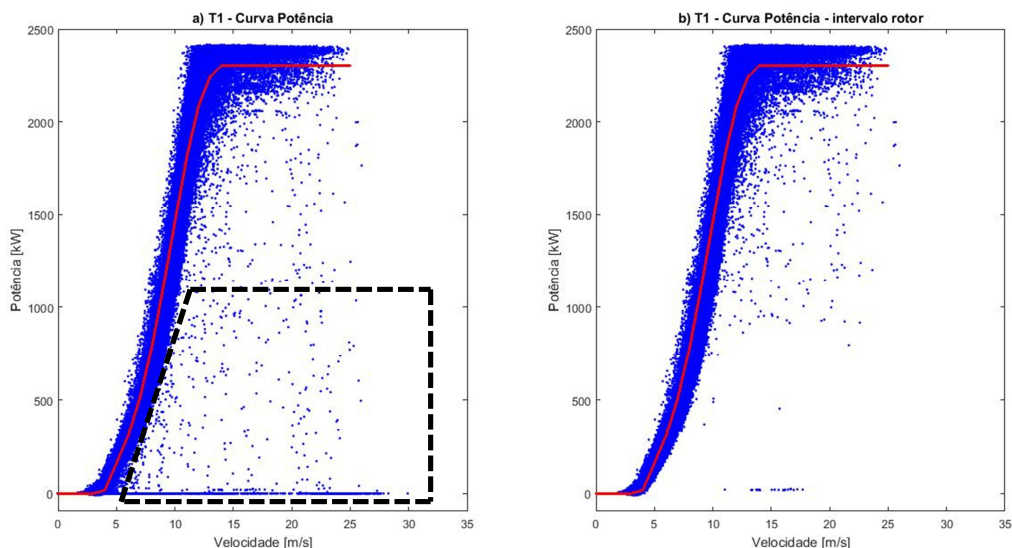 a) T1 - Curva Potência
2500
2000
1500
1000
500
0
Potência [kW]
0 5 10 15 20 25 30 35
Velocidade [m/s]
b) T1 - Curva Potência - intervalo rotor
2500
2000
1500
1000
500
0
Potência [kW]
0 5 10 15 20 25 30 35
Velocidade [m/s]